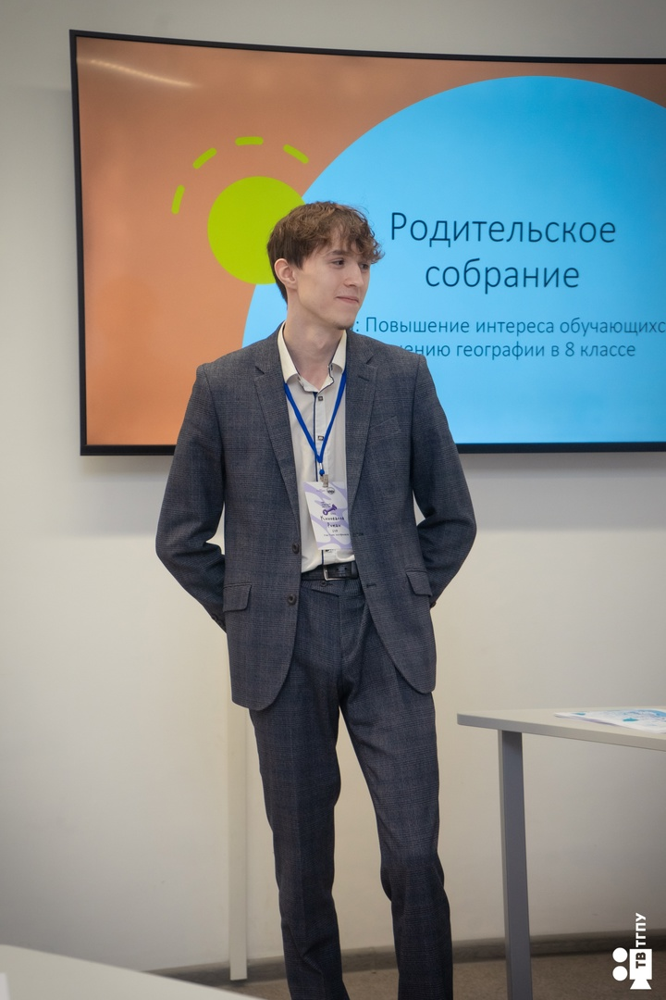 Родительское
собрание
: Повышение интереса обучающихс
ению географии в 8 классе
ТВ ТГПУ